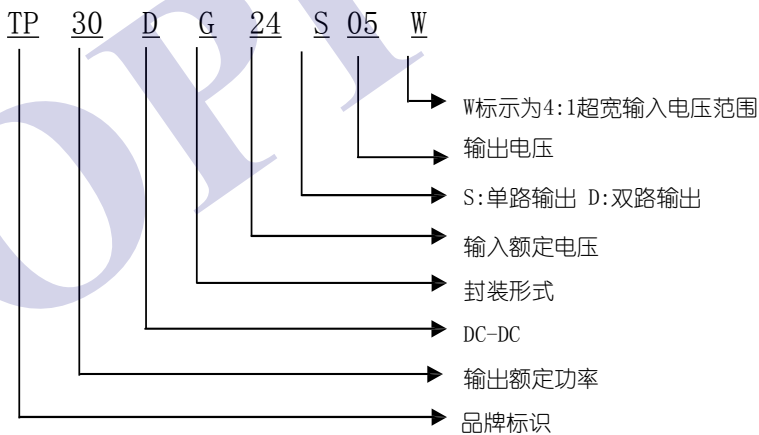 TP 30 D G 24 S 05 W
W标示为4:1超宽输入电压范围
输出电压
S:单路输出 D:双路输出
输入额定电压
封装形式
DC-DC
输出额定功率
品牌标识